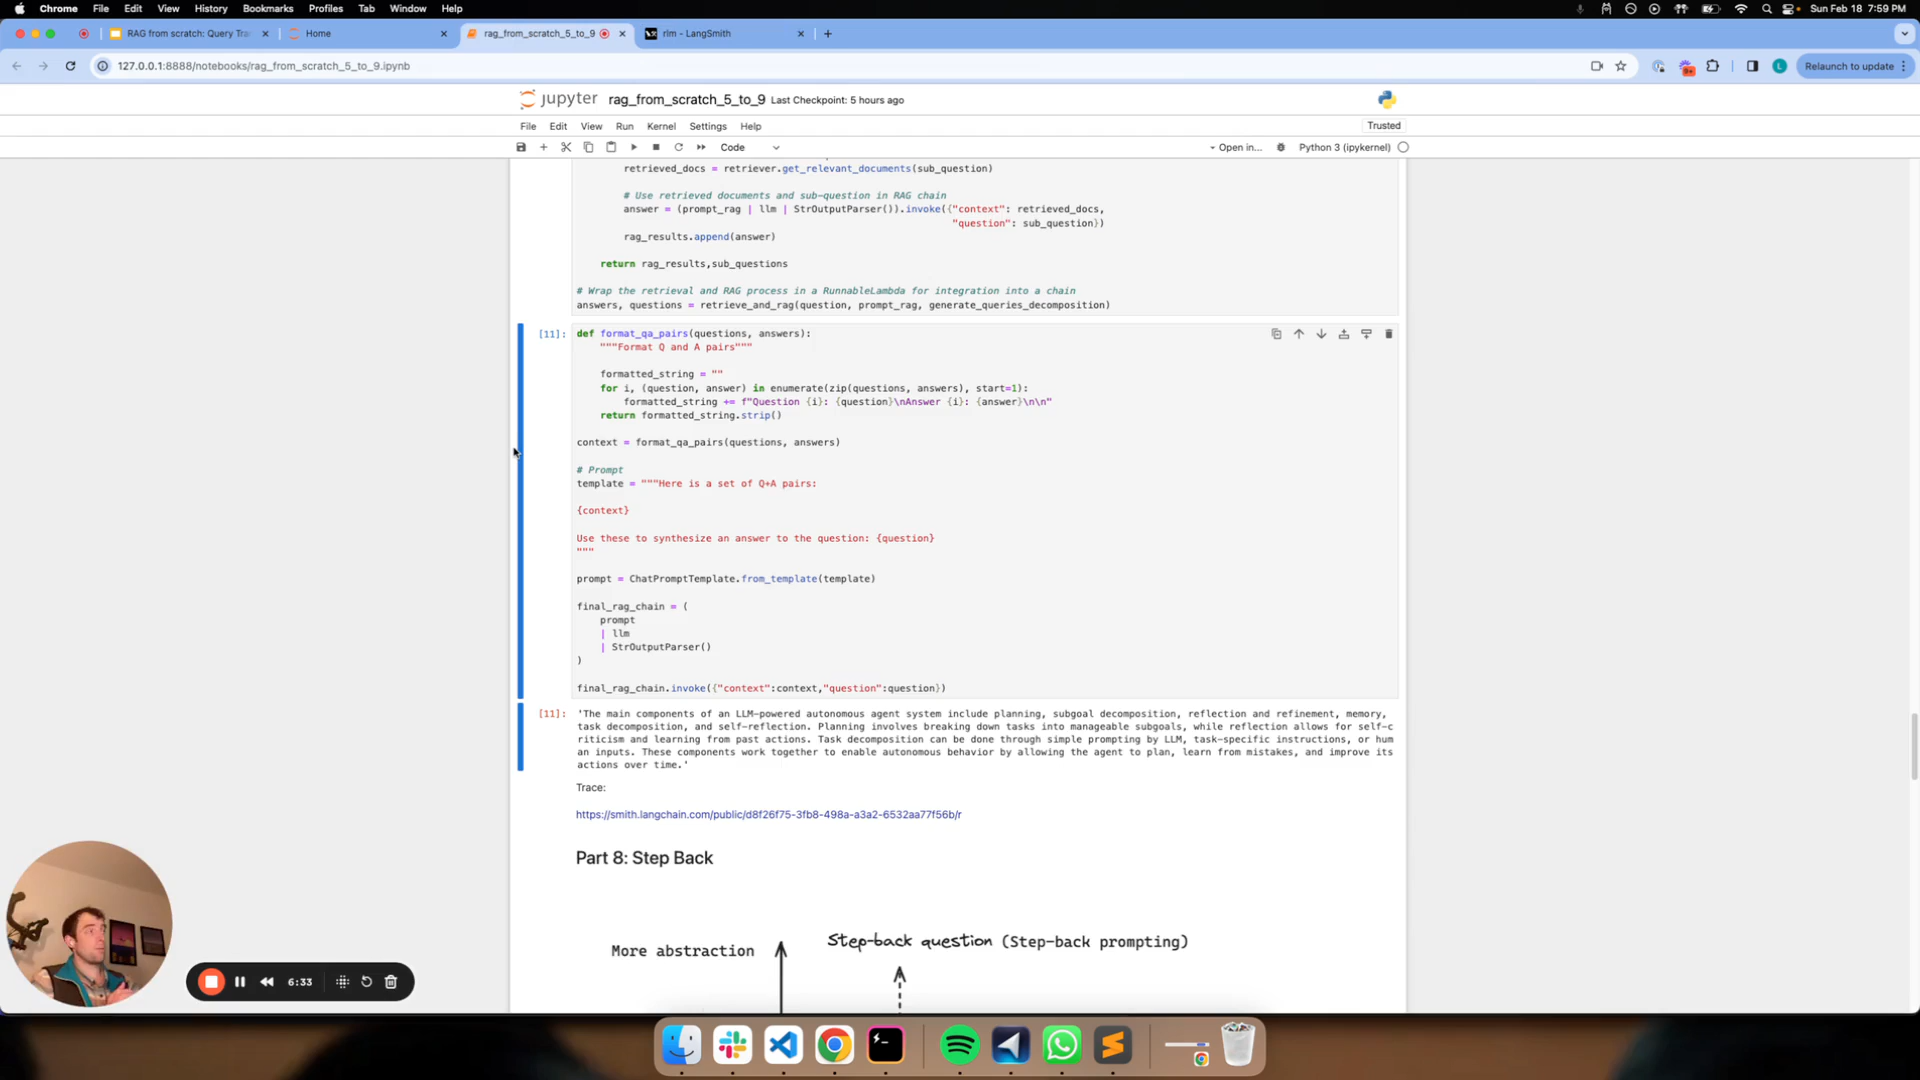 Chrome File Edit View History Bookmarks Profiles Tab Window Help
Sun Feb 18 7:59 PM
RAG from scratch: Query Tra
Home
rag_from_scratch_5_to_9
rlm - LangSmith
127.0.0.1:8888/notebooks/rag_from_scratch_5_to_9.ipynb
9+
L
Relaunch to update
jupyter rag_from_scratch_5_to_9 Last Checkpoint: 5 hours ago
File Edit View Run Kernel Settings Help
Trusted
Code
Open in...
Python 3 (ipykernel)
retrieved_docs = retriever.get_relevant_documents(sub_question)
# Use retrieved documents and sub-question in RAG chain
answer = (prompt_rag | llm | StrOutputParser()).invoke({"context": retrieved_docs,
"question": sub_question})
rag_results.append(answer)
return rag_results,sub_questions
# Wrap the retrieval and RAG process in a RunnableLambda for integration into a chain
answers, questions = retrieve_and_rag(question, prompt_rag, generate_queries_decomposition)
[11]: def format_qa_pairs(questions, answers):
"""Format Q and A pairs"""
formatted_string = ""
for i, (question, answer) in enumerate(zip(questions, answers), start=1):
formatted_string += f"Question {i}: {question}\nAnswer {i}: {answer}\n\n"
return formatted_string.strip()
context = format_qa_pairs(questions, answers)
# Prompt
template = """Here is a set of Q+A pairs:
{context}
Use these to synthesize an answer to the question: {question}
"""
prompt = ChatPromptTemplate.from_template(template)
final_rag_chain = (
prompt
| llm
| StrOutputParser()
)
final_rag_chain.invoke({"context":context,"question":question})
[11]: 'The main components of an LLM-powered autonomous agent system include planning, subgoal decomposition, reflection and refinement, memory,
task decomposition, and self-reflection. Planning involves breaking down tasks into manageable subgoals, while reflection allows for self-c
riticism and learning from past actions. Task decomposition can be done through simple prompting by LLM, task-specific instructions, or hum
an inputs. These components work together to enable autonomous behavior by allowing the agent to plan, learn from mistakes, and improve its
actions over time.'
Trace:
https://smith.langchain.com/public/d8f26f75-3fb8-498a-a3a2-6532aa77f56b/r
Part 8: Step Back
More abstraction
Step-back question (Step-back prompting)
6:33